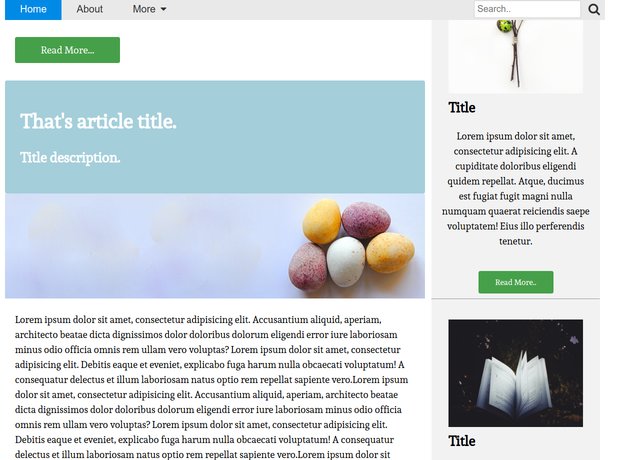 Home About More Search..
Read More...
That's article title.
Title description.
Lorem ipsum dolor sit amet, consectetur adipisicing elit. Accusantium aliquid, aperiam,
architecto beatae dicta dignissimos dolor doloribus dolorum eligendi error iure laboriosam
minus odio officia omnis rem ullam vero voluptas? Lorem ipsum dolor sit amet, consectetur
adipisicing elit. Debitis eaque et eveniet, explicabo fuga harum nulla obcaecati voluptatum! A
consequatur delectus et illum laboriosam natus optio rem repellat sapiente vero.Lorem ipsum
dolor sit amet, consectetur adipisicing elit. Accusantium aliquid, aperiam, architecto beatae
dicta dignissimos dolor doloribus dolorum eligendi error iure laboriosam minus odio officia
omnis rem ullam vero voluptas? Lorem ipsum dolor sit amet, consectetur adipisicing elit.
Debitis eaque et eveniet, explicabo fuga harum nulla obcaecati voluptatum! A consequatur
delectus et illum laboriosam natus optio rem repellat sapiente vero.Lorem ipsum dolor sit
Title
Lorem ipsum dolor sit amet,
consectetur adipisicing elit. A
cupiditate doloribus eligendi
quidem repellat. Atque, ducimus
est fugiat fugit magni nulla
numquam quaerat reiciendis saepe
voluptatem! Eius illo perferendis
tenetur.
Read More..
Title